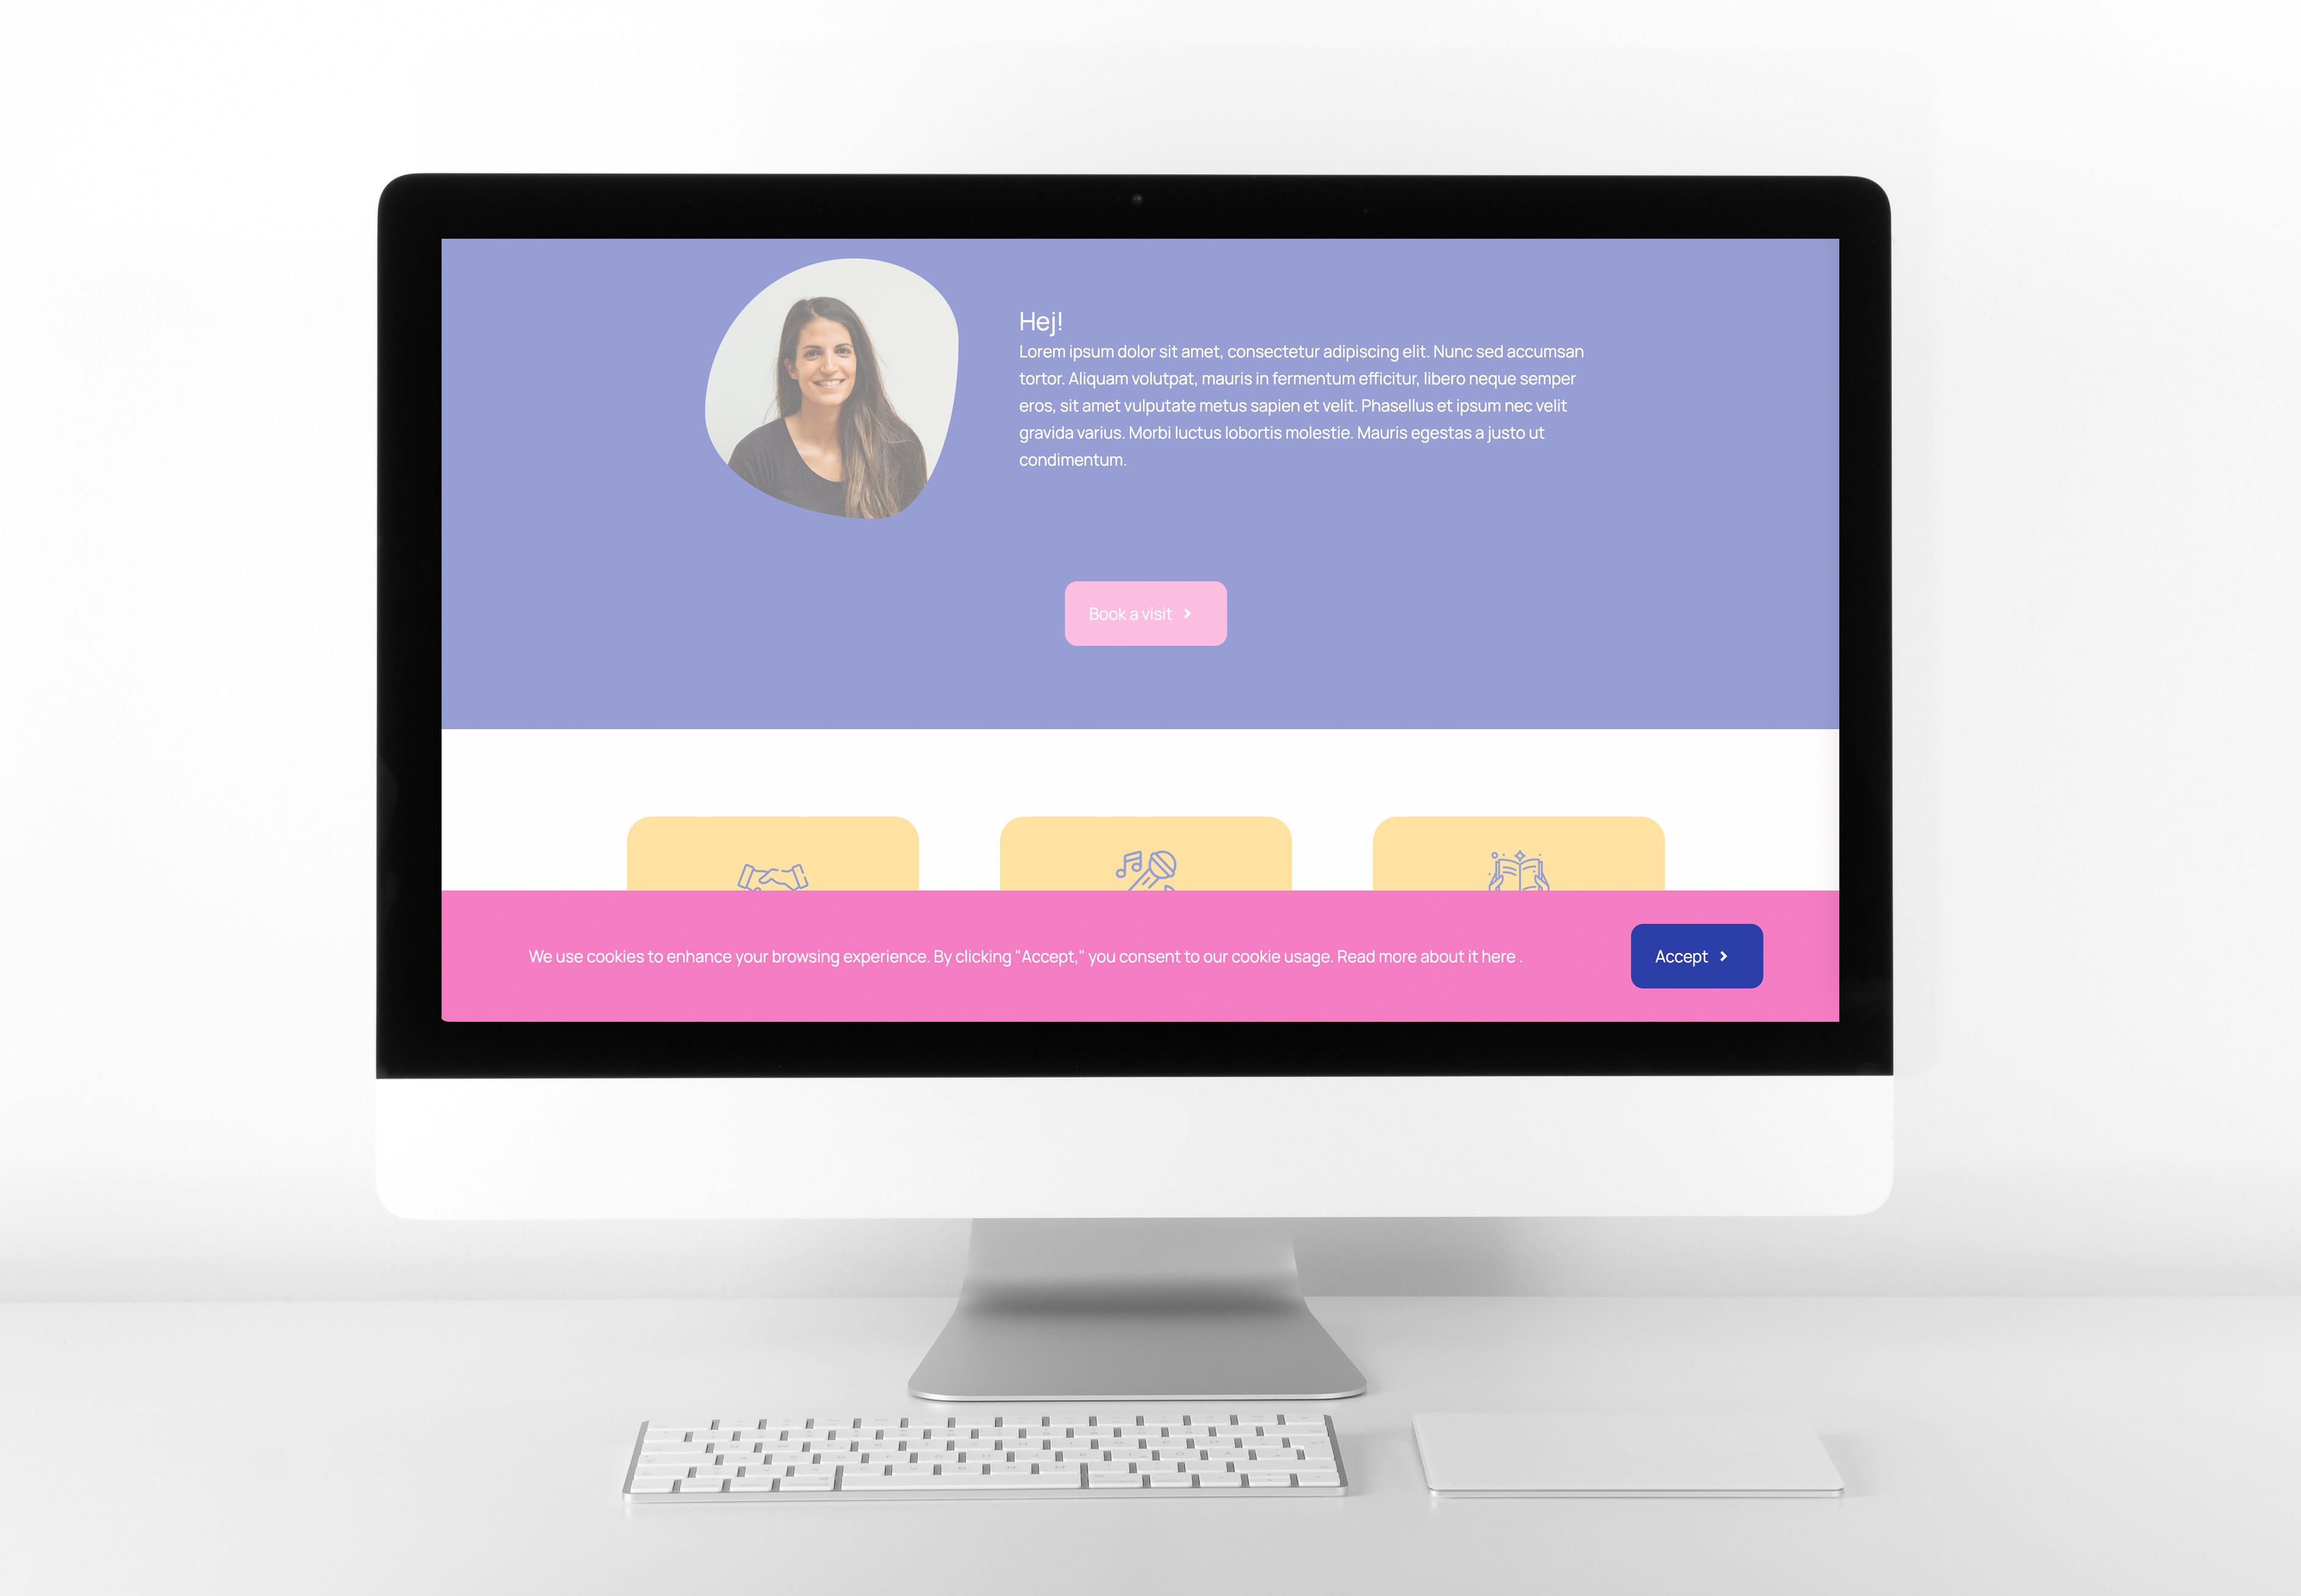 Hej!
Lorem ipsum dolor sit amet, consectetur adipiscing elit. Nunc sed accumsan
tortor. Aliquam volutpat, mauris in fermentum efficitur, libero neque semper
eros, sit amet vulputate metus sapien et velit. Phasellus et ipsum nec velit
gravida varius. Morbi luctus lobortis molestie. Mauris egestas a justo ut
condimentum.
Book a visit
We use cookies to enhance your browsing experience. By clicking "Accept," you consent to our cookie usage. Read more about it here .
Accept